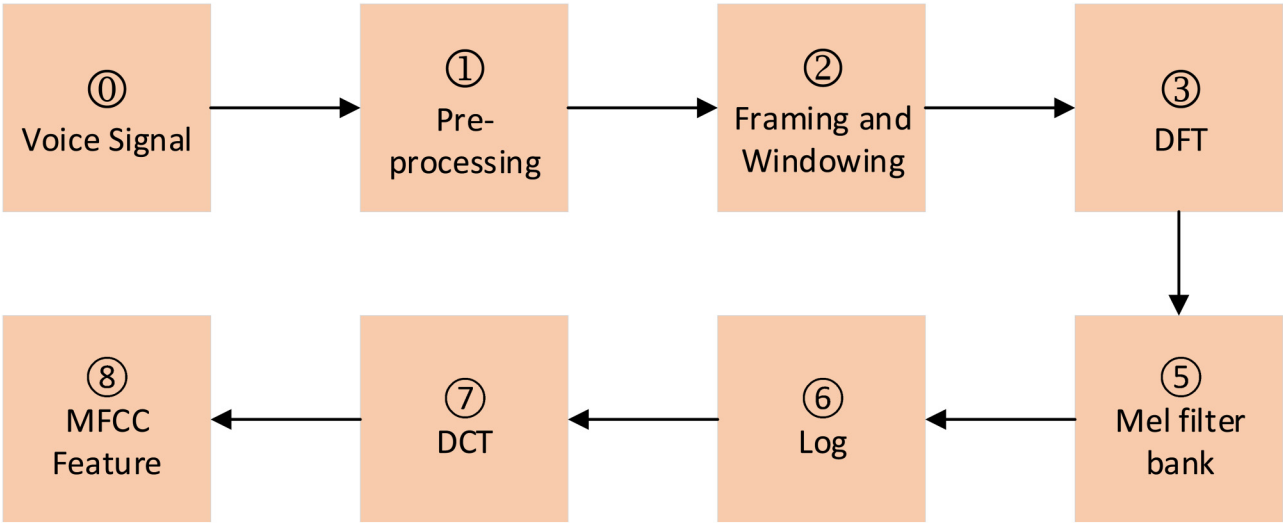 ⓪
Voice Signal
①
Pre-
processing
②
Framing and
Windowing
③
DFT
⑤
Mel filter
bank
⑥
Log
⑦
DCT
⑧
MFCC
Feature